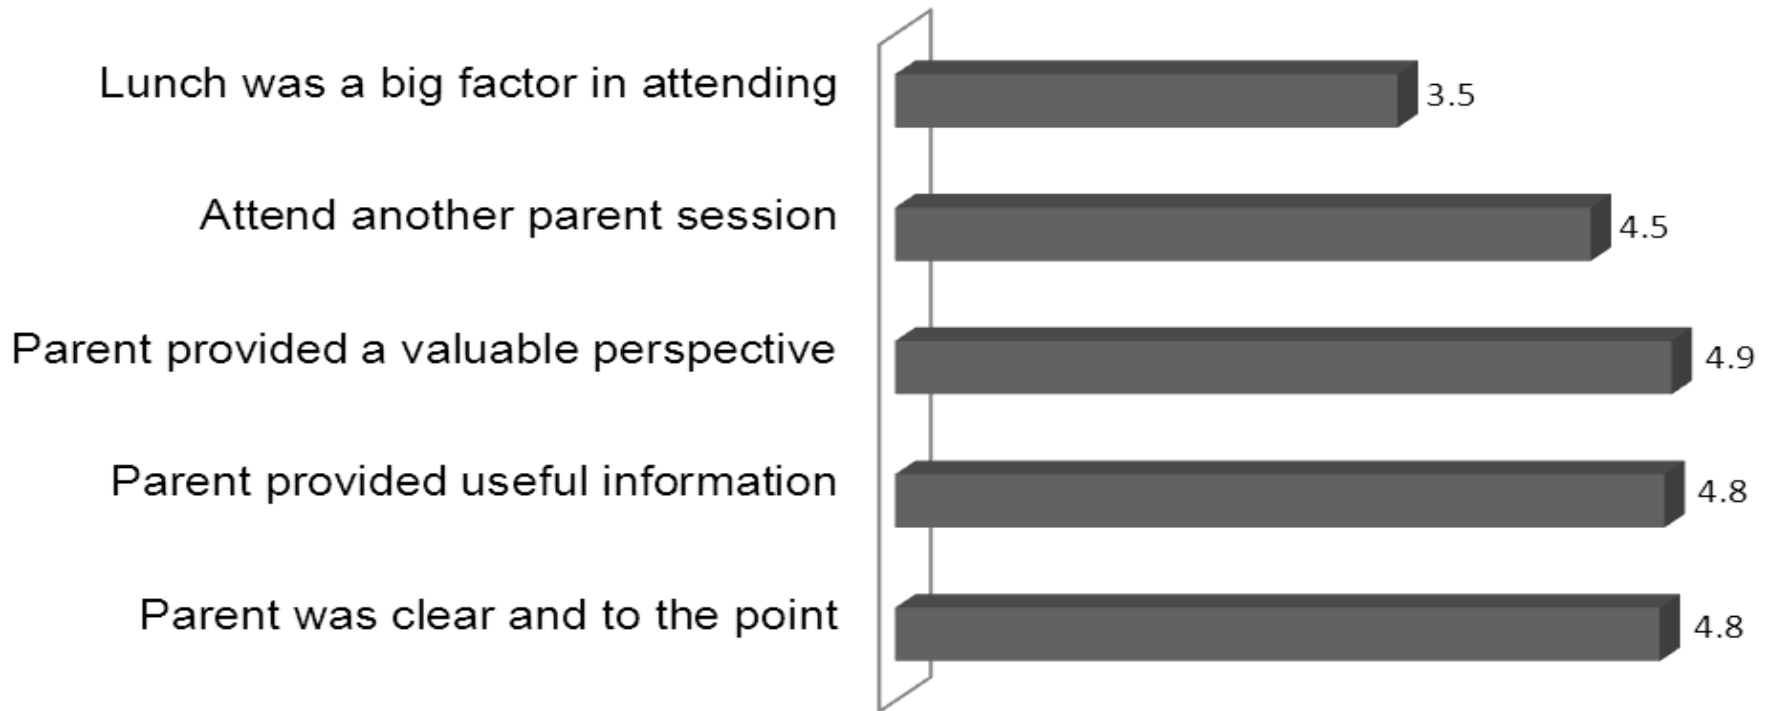 Lunch was a big factor in attending
3.5
Attend another parent session
4.5
Parent provided a valuable perspective
4.9
Parent provided useful information
4.8
Parent was clear and to the point
4.8